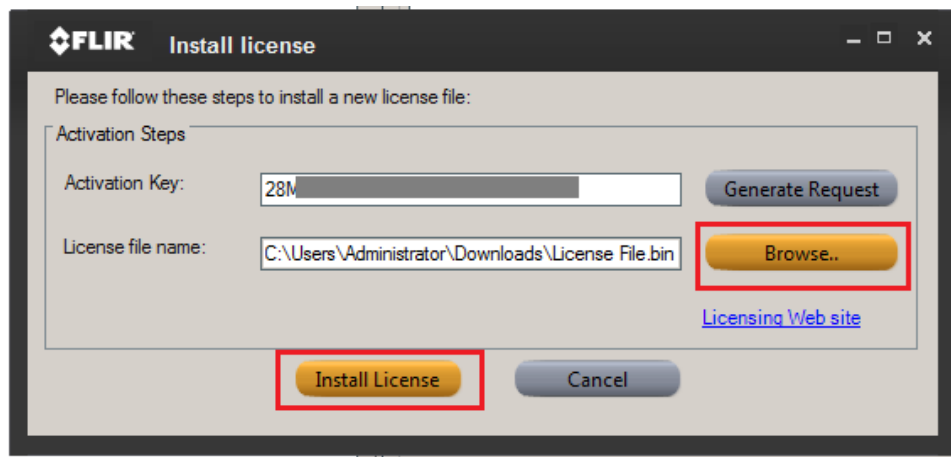 FLIR Install license
Please follow these steps to install a new license file:
Activation Steps
Activation Key: 28M Generate Request
License file name: C:\Users\Administrator\Downloads\License File.bin Browse..
Licensing Web site
Install License Cancel